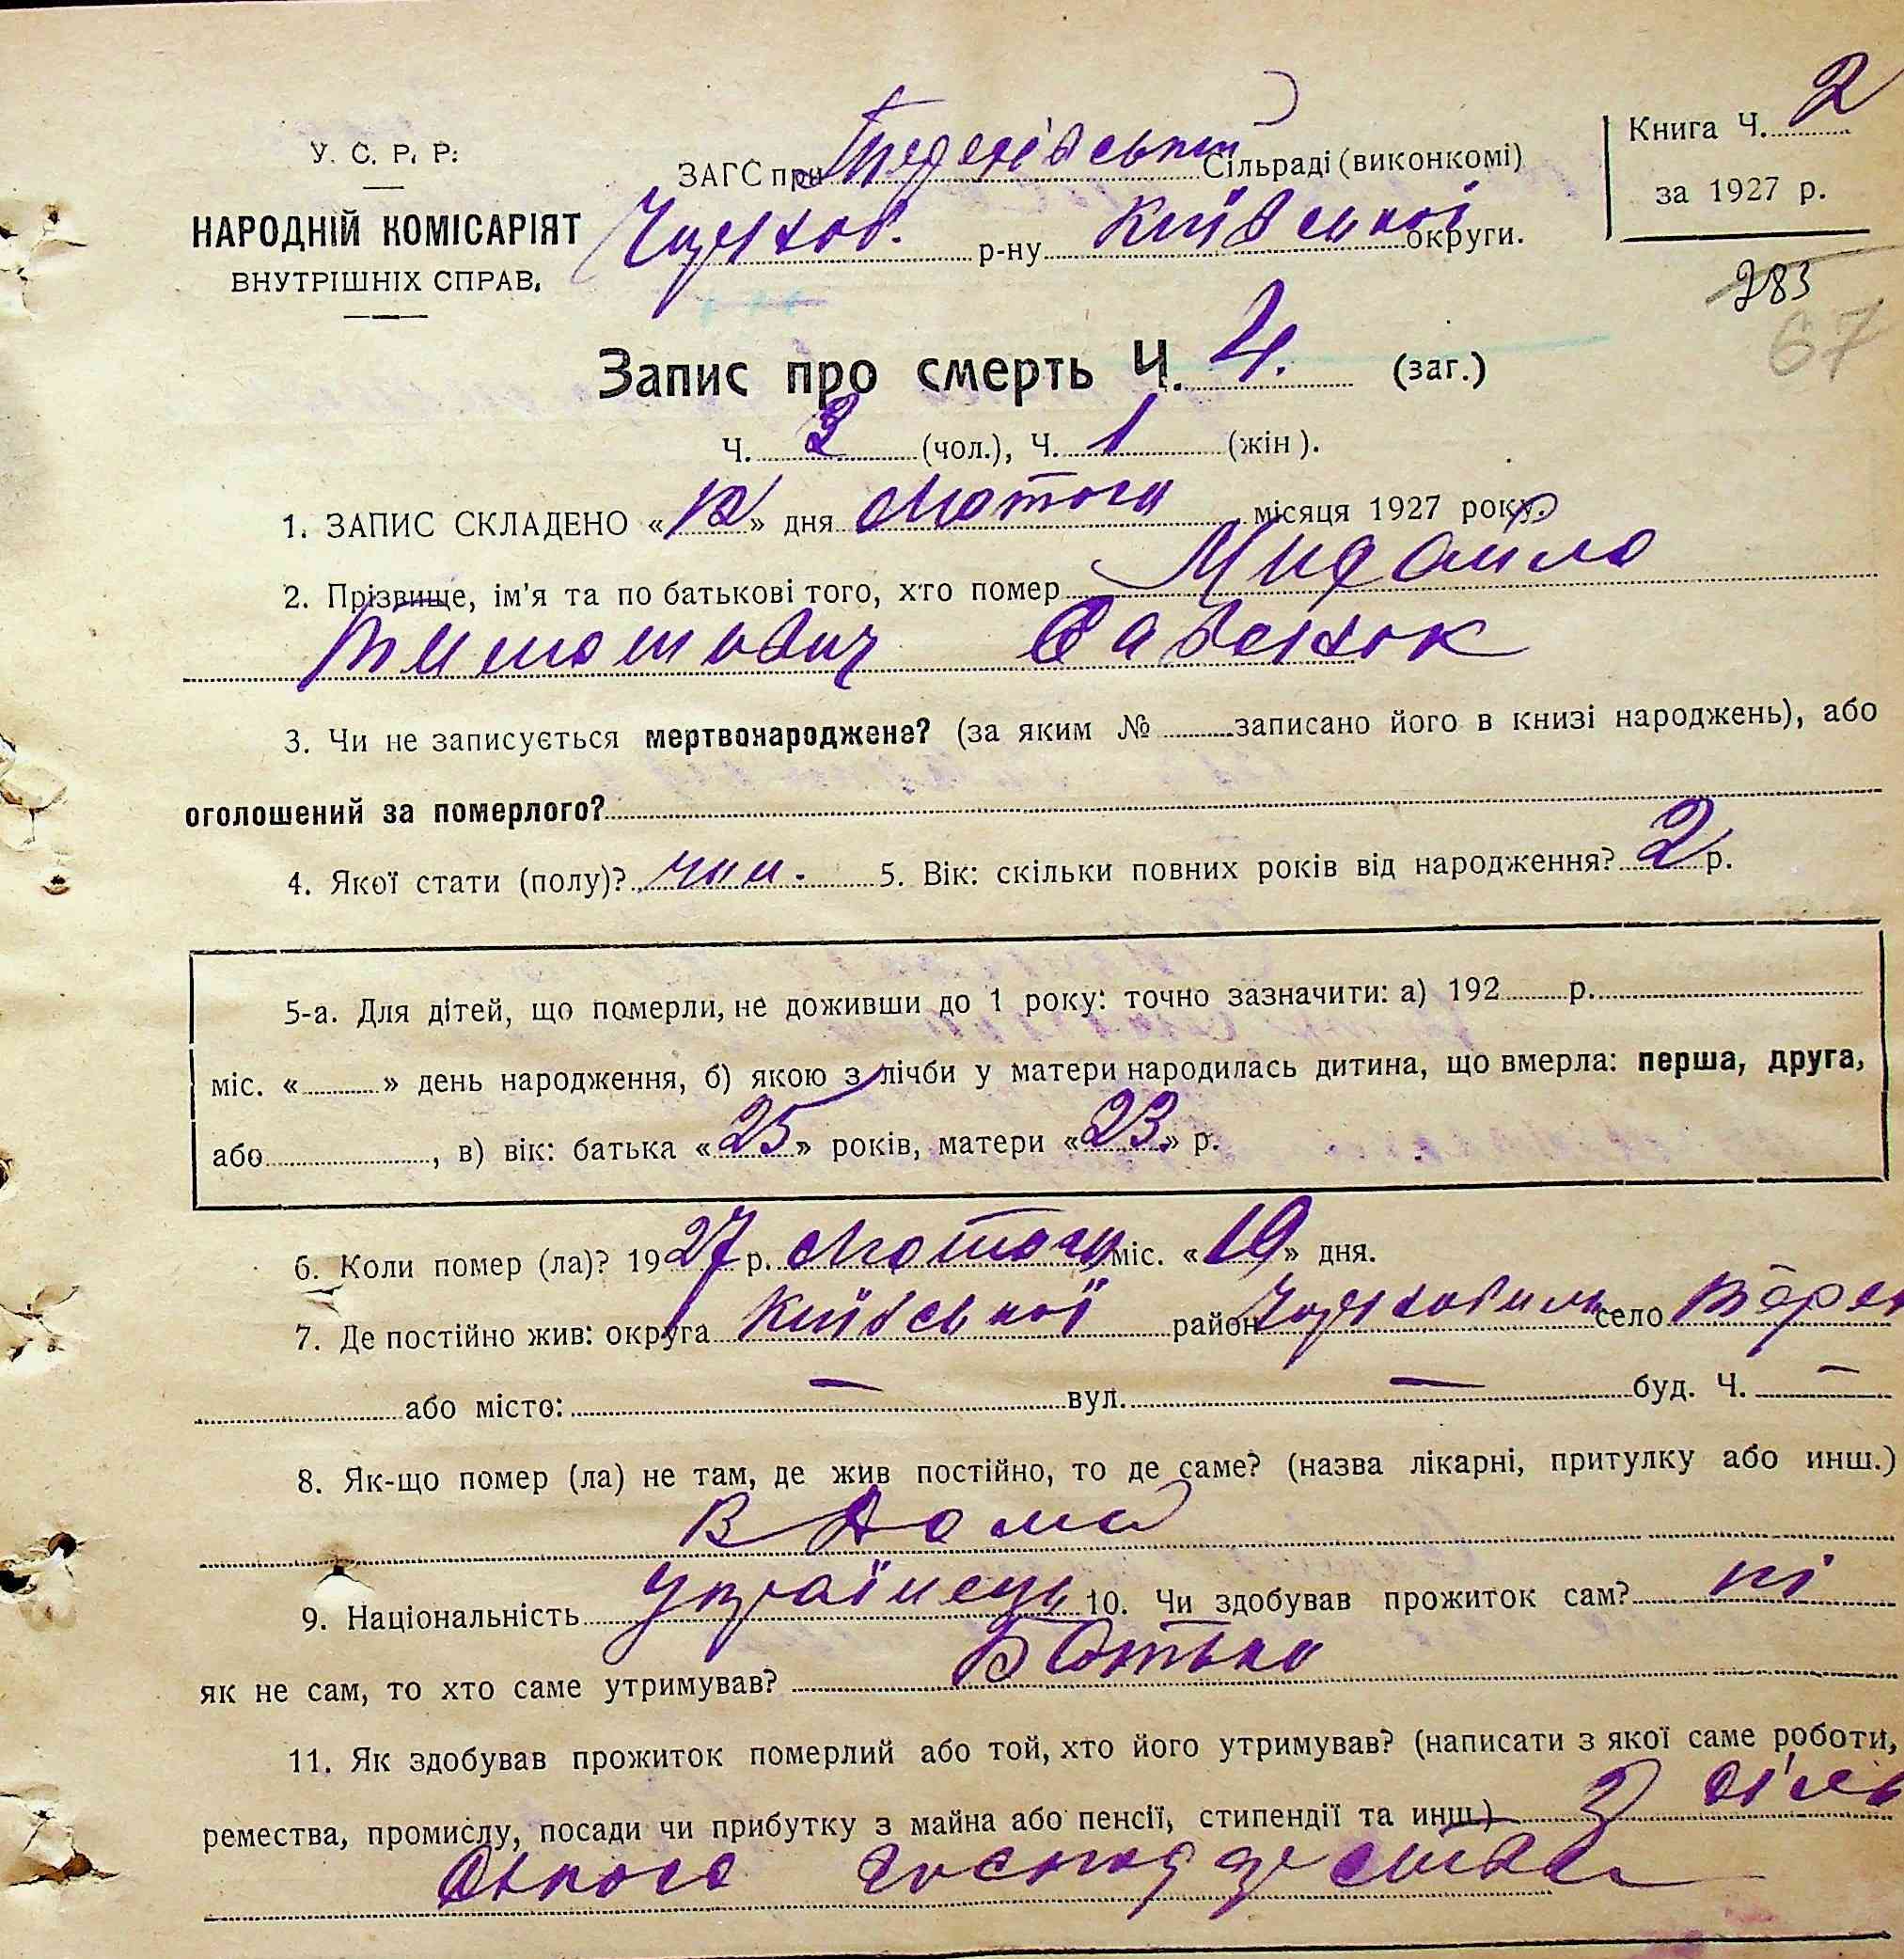 Книга Ч. 2
У. С. Р. Р.
ЗАГС при Сільраді (виконкомі)
за 1927 р.
НАРОДНІЙ КОМІСАРІЯТ
р-ну Київської округи.
ВНУТРІШНІХ СПРАВ.
283
67
Запис про смерть Ч. 4. (заг.)
Ч. 3 (чол.), Ч. 1 (жін).
1. ЗАПИС СКЛАДЕНО « » дня Лютого місяця 1927 року.
2. Прізвище, ім'я та по батькові того, хто помер Михайло
Савенок
3. Чи не записується мертвонароджене? (за яким № записано його в книзі народжень), або
оголошений за померлого?
4. Якої стати (полу)? 5. Вік: скільки повних років від народження? 2 р.
5-а. Для дітей, що померли, не доживши до 1 року: точно зазначити: а) 192 р.
міс. « » день народження, б) якою з лічби у матери народилась дитина, що вмерла: перша, друга,
або , в) вік: батька «25» років, матери «23» р.
6. Коли помер (ла)? 1927 р. Лютого міс. «10» дня.
7. Де постійно жив: округа Київської район село
або місто: — вул. — буд. Ч. —
8. Як-що помер (ла) не там, де жив постійно, то де саме? (назва лікарні, притулку або инш.)
В дома
9. Національність Українець 10. Чи здобував прожиток сам? ні
як не сам, то хто саме утримував? Батько
11. Як здобував прожиток померлий або той, хто його утримував? (написати з якої саме роботи,
ремества, промислу, посади чи прибутку з майна або пенсії, стипендії та инш.) З сіль
ського господарства